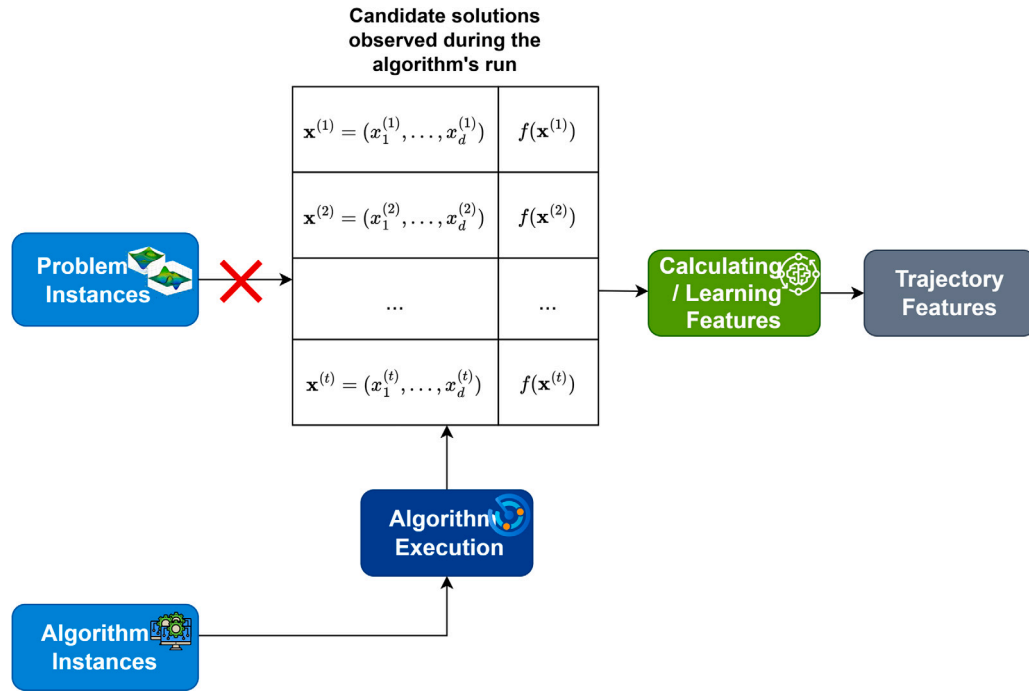 Candidate solutions
observed during the
algorithm's run
𝐱^{(1)} = (x_1^{(1)}, ..., x_d^{(1)})   f(𝐱^{(1)})
𝐱^{(2)} = (x_1^{(2)}, ..., x_d^{(2)})   f(𝐱^{(2)})
...   ...
𝐱^{(t)} = (x_1^{(t)}, ..., x_d^{(t)})   f(𝐱^{(t)})
Problem
Instances
Calculating
/ Learning
Features
Trajectory
Features
Algorithm
Execution
Algorithm
Instances